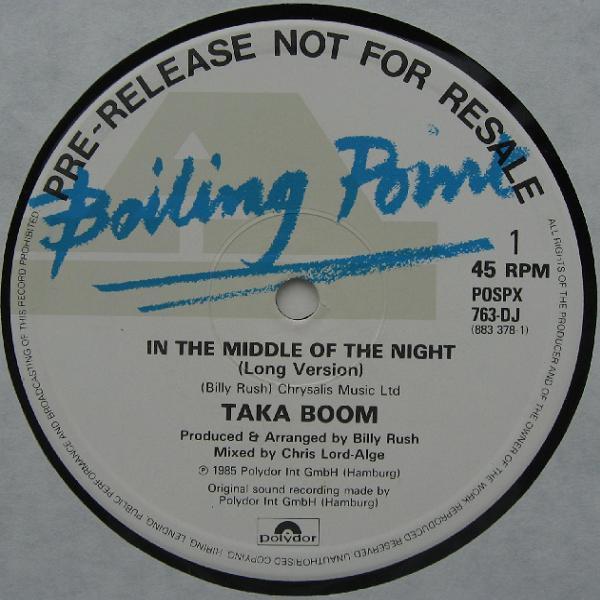 PRE-RELEASE NOT FOR RESALE
Boiling Point
1
45 RPM
POSPX
763-DJ
(883 378-1)
IN THE MIDDLE OF THE NIGHT
(Long Version)
(Billy Rush) Chrysalis Music Ltd
TAKA BOOM
Produced & Arranged by Billy Rush
Mixed by Chris Lord-Alge
℗ 1985 Polydor Int GmbH (Hamburg)
Original sound recording made by
Polydor Int GmbH (Hamburg)
polydor
ALL RIGHTS OF THE PRODUCER AND OF THE OWNER OF THE WORK REPRODUCED RESERVED. UNAUTHORISED COPYING, HIRING, LENDING, PUBLIC PERFORMANCE AND BROADCASTING OF THIS RECORD PROHIBITED